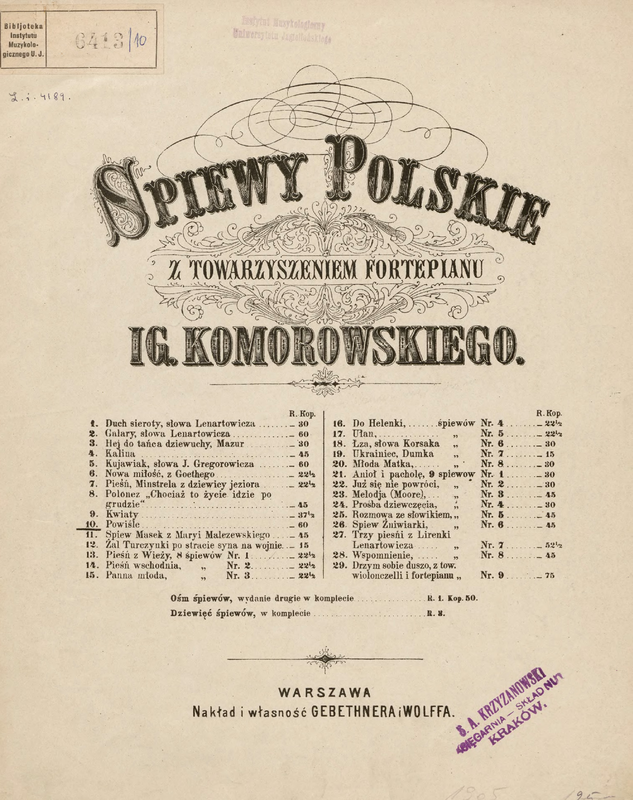 Bibljoteka
Instytutu
Muzykolo-
gicznego U. J.
6413/10
Instytut Muzykologiczny
Uniwersytetu Jagiellońskiego
L. i. 4189.
ŚPIEWY POLSKIE
Z TOWARZYSZENIEM FORTEPIANU
IG. KOMOROWSKIEGO.
R. Kop.
1. Duch sieroty, słowa Lenartowicza ....... – 30
2. Gulary, słowa Lenartowicza ........... – 60
3. Hej do tańca dziewuchy, Mazur ....... – 30
4. Kalina ....... – 45
5. Kujawiak, słowa J. Gregorowicza ....... – 60
6. Nowa miłość, z Goethego ....... – 22½
7. Pieśń, Minstrela z dziewicy jeziora ....... – 22½
8. Polonez „Chociaż to życie idzie po
grudzie” ....... – 45
9. Kwiaty ....... – 37½
10. Powiśle ....... – 60
11. Śpiew Masek z Maryi Malczewskiego .... – 45
12. Żal Turczynki po stracie syna na wojnie .. – 15
13. Pieśń z Wieży, 8 śpiewów Nr. 1 ....... – 22½
14. Pieśń wschodnia, „ Nr. 2 ....... – 22½
15. Panna młoda, „ Nr. 3 ....... – 22½
R. Kop.
16. Do Helenki, ....... śpiewów Nr. 4 ....... – 22½
17. Ułan, ....... „ Nr. 5 ....... – 22½
18. Łza, słowa Korsaka „ Nr. 6 ....... – 30
19. Ukrainiec, Dumka „ Nr. 7 ....... – 15
20. Młoda Matka, ....... „ Nr. 8 ....... – 30
21. Anioł i pacholę, 9 śpiewów Nr. 1 ....... – 30
22. Już się nie powróci, „ Nr. 2 ....... – 30
23. Melodja (Moore), . „ Nr. 3 ....... – 45
24. Prośba dziewczęcia, „ Nr. 4 ....... – 30
25. Rozmowa ze słowikiem, „ Nr. 5 ....... – 45
26. Śpiew Żniwiarki, „ Nr. 6 ....... – 45
27. Trzy pieśni z Lirenki
Lenartowicza ..... „ Nr. 7 ....... – 52½
28. Wspomnienie, ..... „ Nr. 8 ....... – 45
29. Drzym sobie duszo, z tow.
wiolonczelli i fortepianu „ Nr. 9 ....... – 75
Ośm śpiewów, wydanie drugie w komplecie ............ R. 1. Kop. 50.
Dziewięć śpiewów, w komplecie ............ R. 3.
WARSZAWA
Nakład i własność GEBETHNERA i WOLFFA.
S. A. KRZYŻANOWSKI
KSIĘGARNIA – SKŁAD NUT
KRAKÓW.